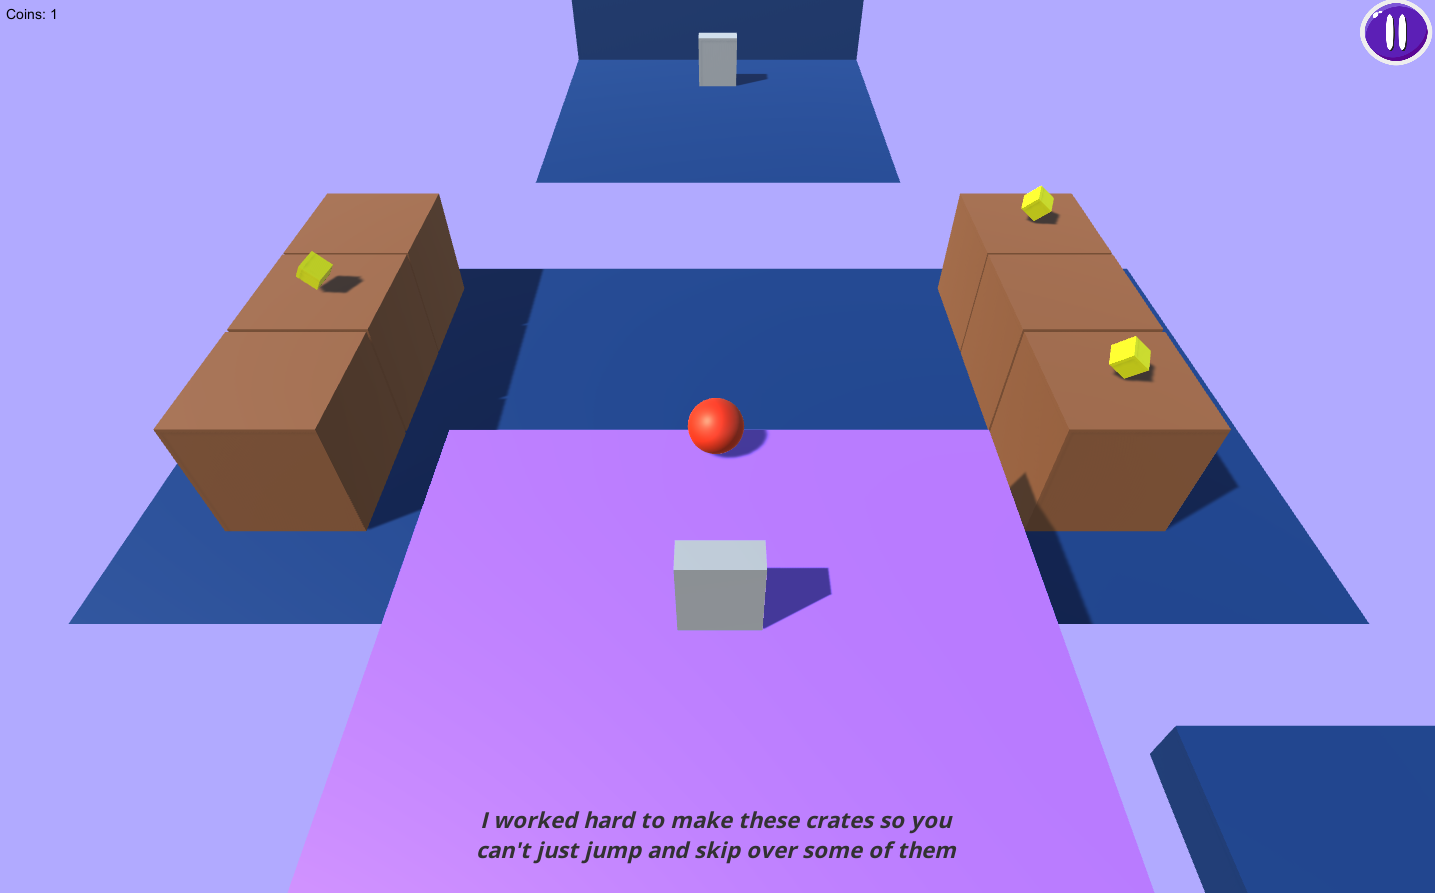 Coins: 1
I worked hard to make these crates so you
can't just jump and skip over some of them